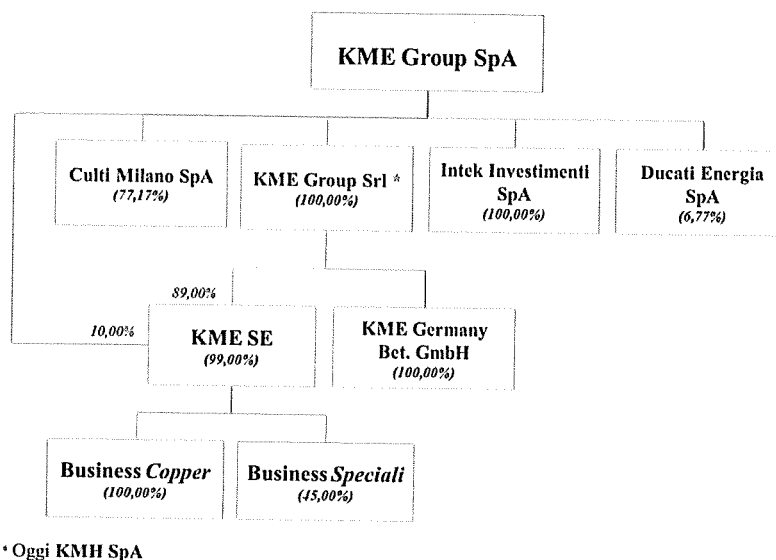 KME Group SpA
Culti Milano SpA
(77,17%)
KME Group Srl *
(100,00%)
Intek Investimenti
SpA
(100,00%)
Ducati Energia
SpA
(6,77%)
89,00%
10,00%
KME SE
(99,00%)
KME Germany
Bet. GmbH
(100,00%)
Business Copper
(100,00%)
Business Speciali
(45,00%)
* Oggi KMH SpA